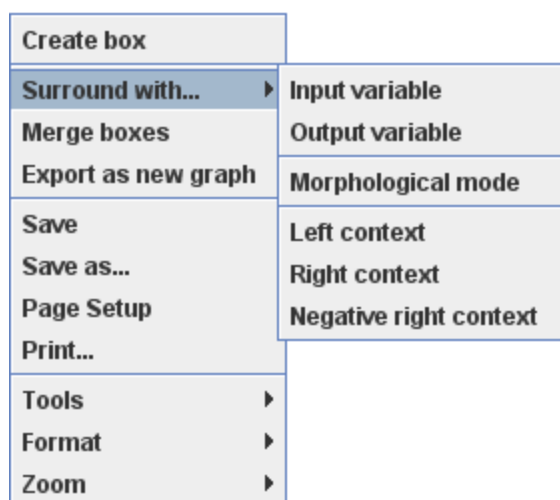 Create box
Surround with...
Merge boxes
Export as new graph
Save
Save as...
Page Setup
Print...
Tools
Format
Zoom
Input variable
Output variable
Morphological mode
Left context
Right context
Negative right context